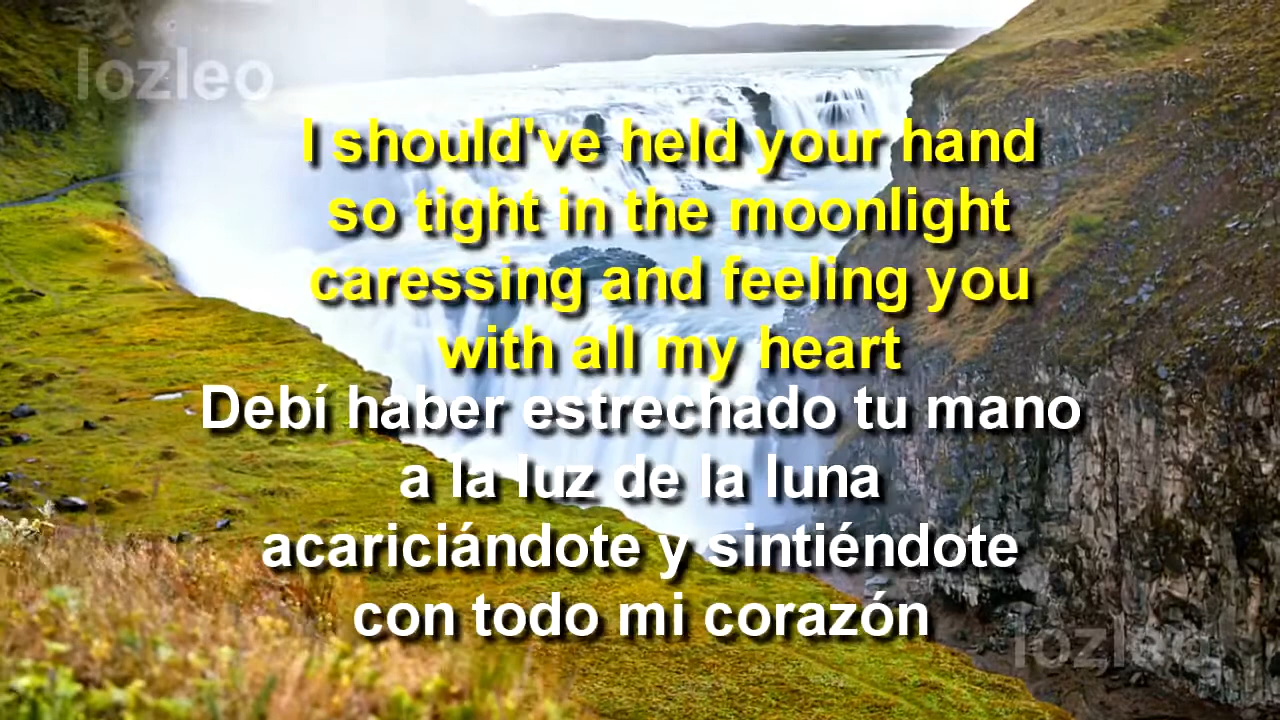 lozleo
I should've held your hand
so tight in the moonlight
caressing and feeling you
with all my heart
Debí haber estrechado tu mano
a la luz de la luna
acariciándote y sintiéndote
con todo mi corazón
lozleo